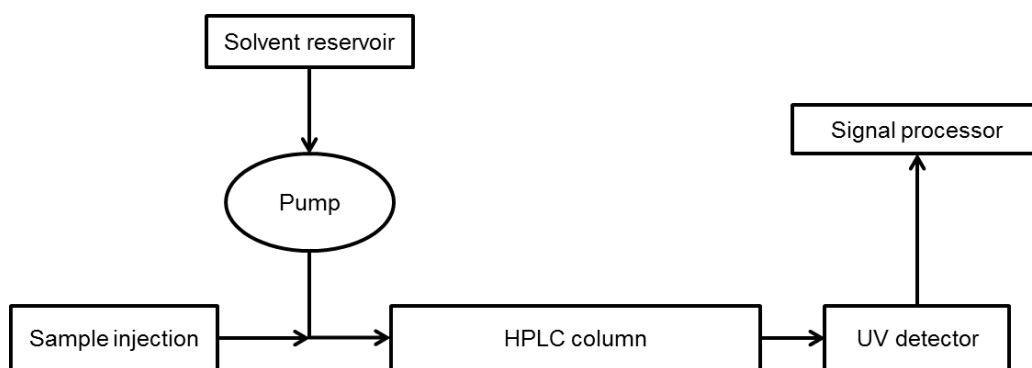 Solvent reservoir
Signal processor
Pump
Sample injection
HPLC column
UV detector